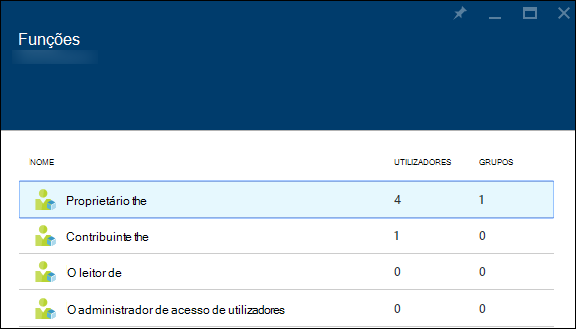 Funções
NOME UTILIZADORES GRUPOS
Proprietário the 4 1
Contribuinte the 1 0
O leitor de 0 0
O administrador de acesso de utilizadores 0 0